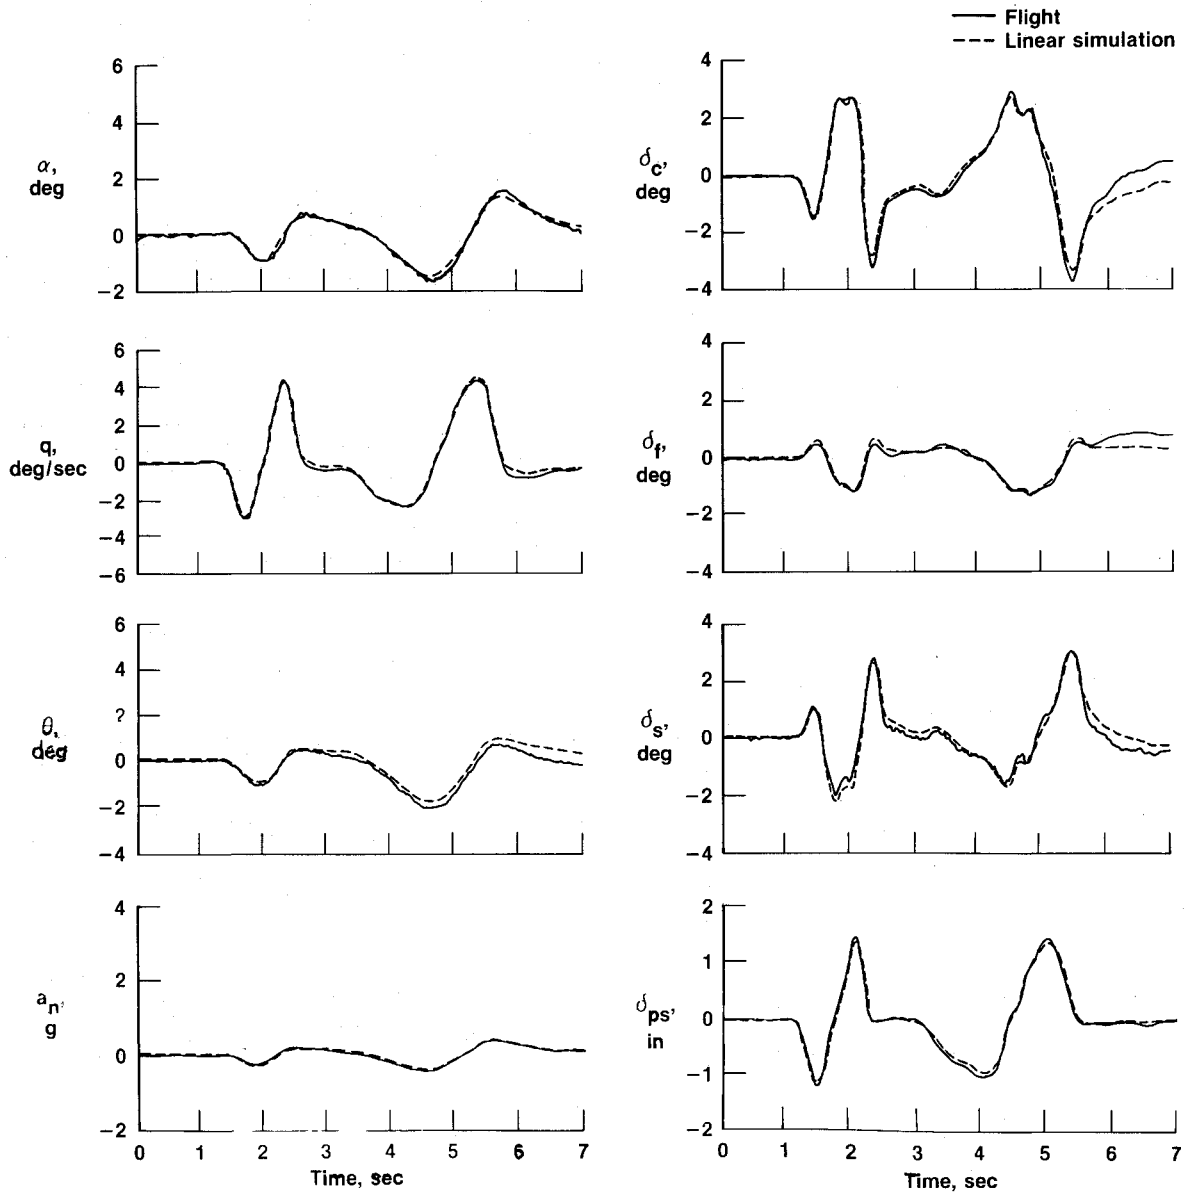 Flight
Linear simulation
6
4
2
0
−2
α,
deg
4
2
0
−2
−4
δc,
deg
6
4
2
0
−2
−4
−6
q,
deg/sec
4
2
0
−2
−4
δf,
deg
6
4
?
0
−2
−4
θ,
deg
4
2
0
−2
−4
δs,
deg
4
2
0
−2
an,
g
2
1
0
−1
−2
δps,
in
0 1 2 3 4 5 6 7
Time, sec
0 1 2 3 4 5 6 7
Time, sec